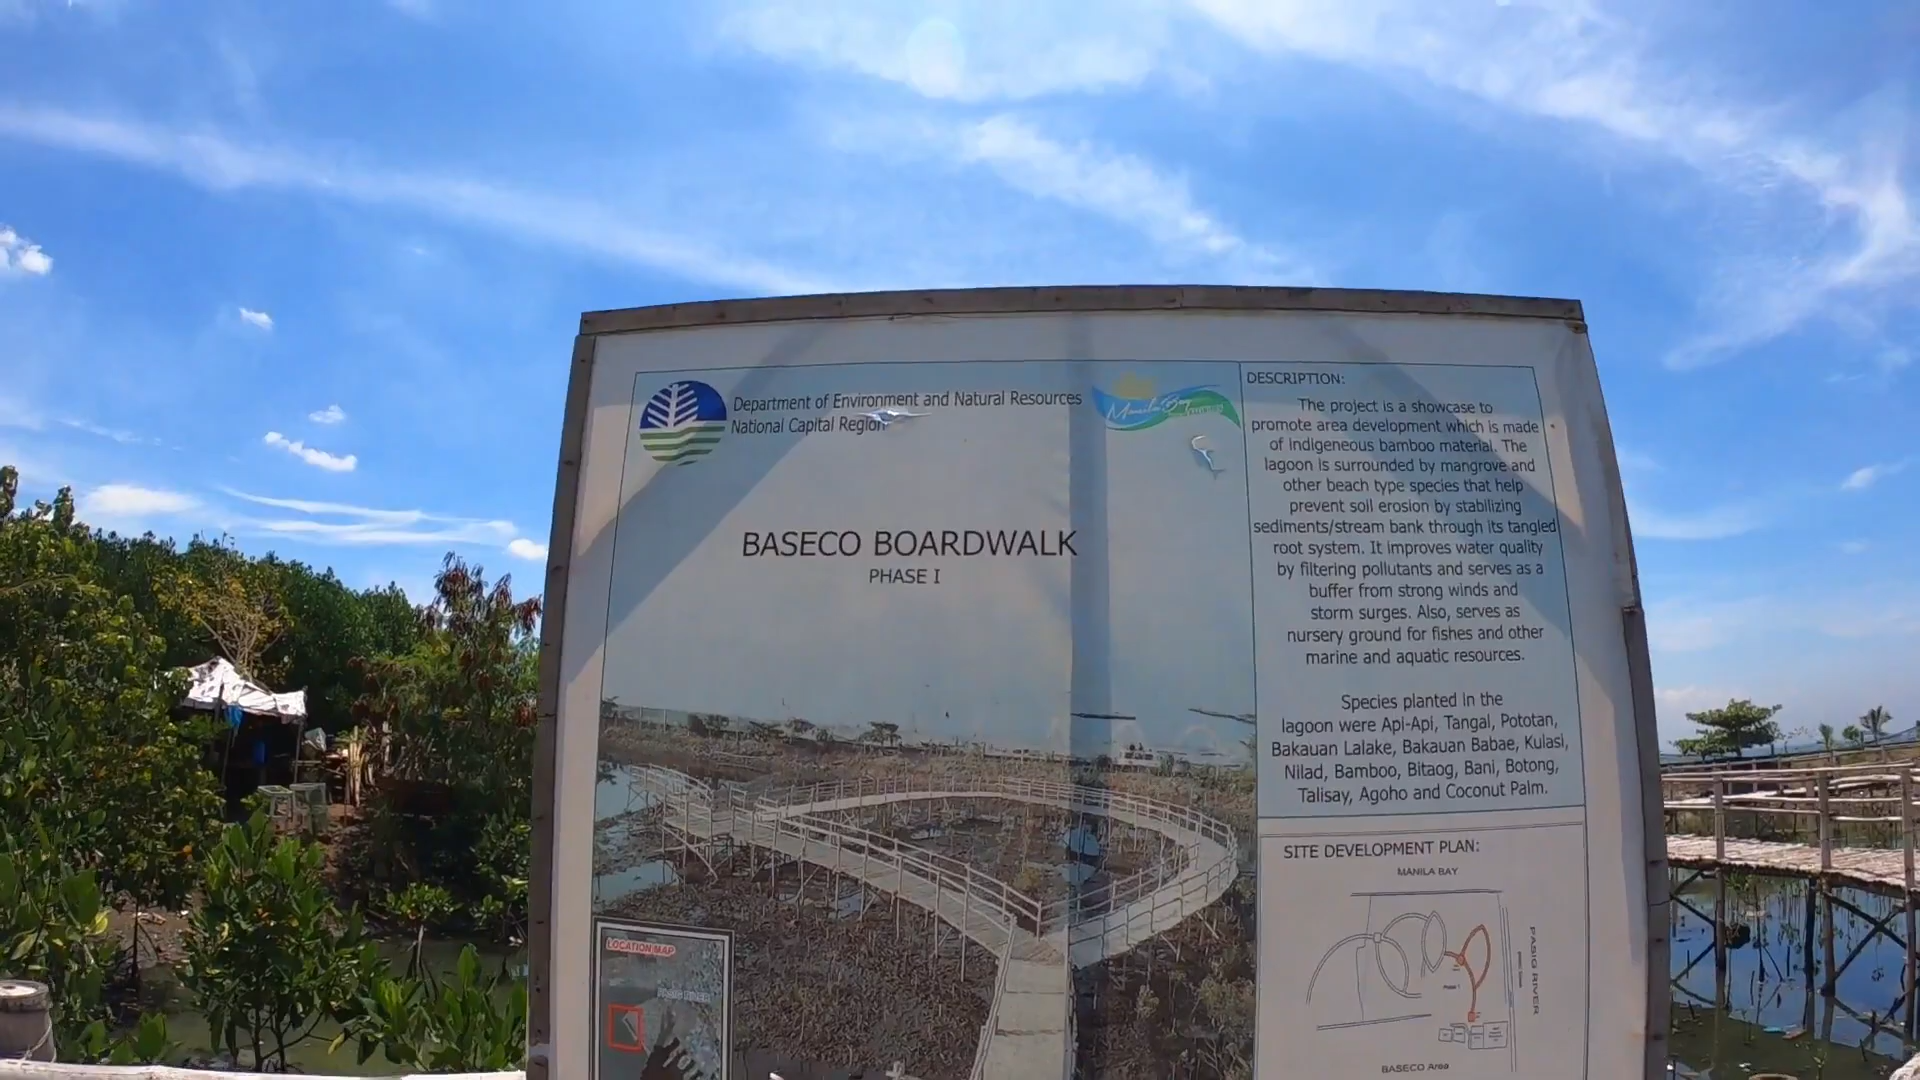 Department of Environment and Natural Resources
National Capital Region
Manila Bay
BASECO BOARDWALK
PHASE I
LOCATION MAP
PASIG RIVER
DESCRIPTION:
The project is a showcase to
promote area development which is made
of indigeneous bamboo material. The
lagoon is surrounded by mangrove and
other beach type species that help
prevent soil erosion by stabilizing
sediments/stream bank through its tangled
root system. It improves water quality
by filtering pollutants and serves as a
buffer from strong winds and
storm surges. Also, serves as
nursery ground for fishes and other
marine and aquatic resources.
Species planted in the
lagoon were Api-Api, Tangal, Pototan,
Bakauan Lalake, Bakauan Babae, Kulasi,
Nilad, Bamboo, Bitaog, Bani, Botong,
Talisay, Agoho and Coconut Palm.
SITE DEVELOPMENT PLAN:
MANILA BAY
PASIG RIVER
BASECO Area